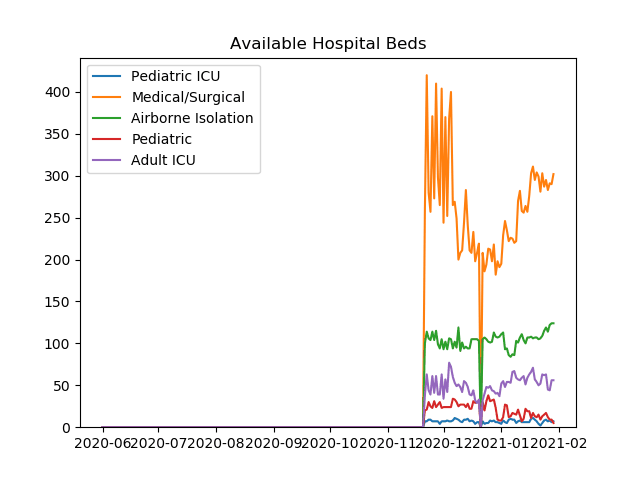 Available Hospital Beds
Pediatric ICU
Medical/Surgical
Airborne Isolation
Pediatric
Adult ICU
400
350
300
250
200
150
100
50
0
2020-06 2020-07 2020-08 2020-09 2020-10 2020-11 2020-12 2021-01 2021-02